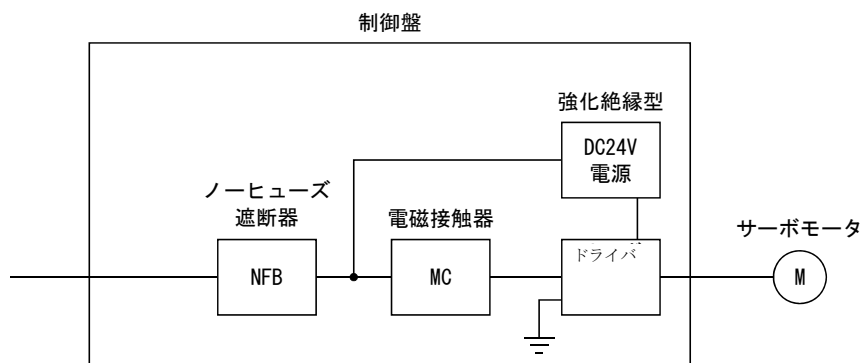 制御盤
強化絶縁型
DC24V
電源
ノーヒューズ
遮断器
電磁接触器
サーボモータ
NFB
MC
ドライバ
M